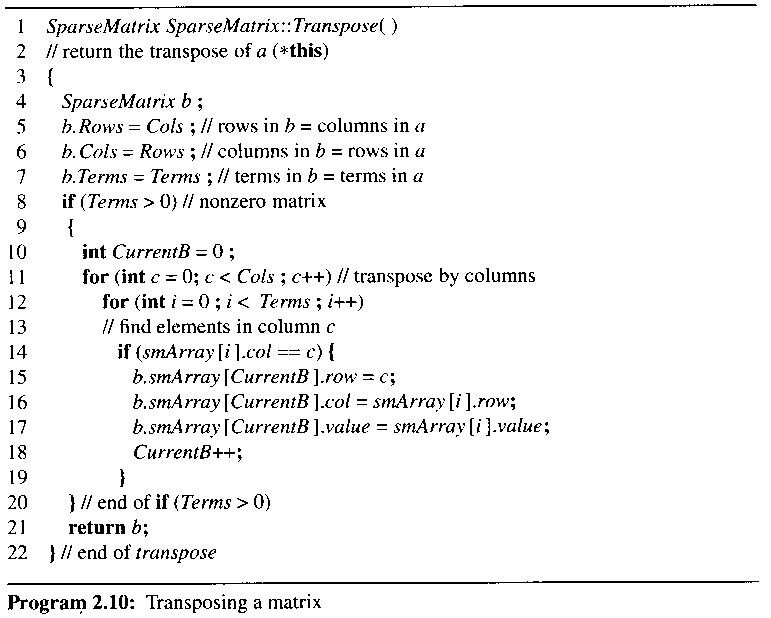 1 SparseMatrix SparseMatrix::Transpose( )
2 // return the transpose of a (*this)
3 {
4 SparseMatrix b ;
5 b.Rows = Cols ; // rows in b = columns in a
6 b.Cols = Rows ; // columns in b = rows in a
7 b.Terms = Terms ; // terms in b = terms in a
8 if (Terms > 0) // nonzero matrix
9 {
10 int CurrentB = 0 ;
11 for (int c = 0; c < Cols ; c++) // transpose by columns
12 for (int i = 0 ; i < Terms ; i++)
13 // find elements in column c
14 if (smArray [i].col == c) {
15 b.smArray [CurrentB ].row = c;
16 b.smArray [CurrentB ].col = smArray [i].row;
17 b.smArray [CurrentB ].value = smArray [i].value;
18 CurrentB++;
19 }
20 } // end of if (Terms > 0)
21 return b;
22 } // end of transpose
Program 2.10: Transposing a matrix